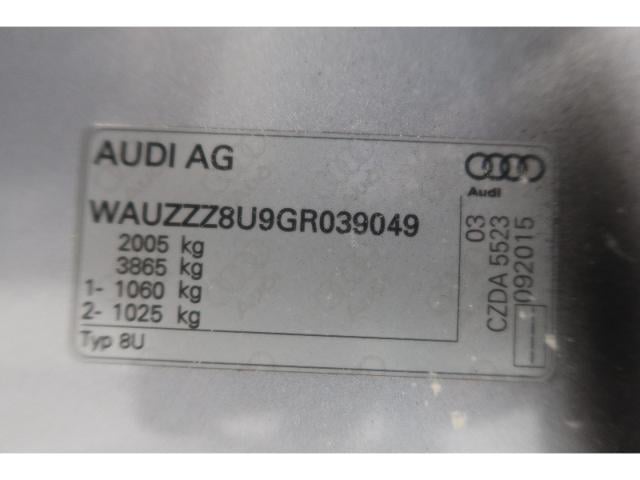 AUDI AG
Audi
WAUZZZ8U9GR039049
2005 kg
3865 kg
1- 1060 kg
2- 1025 kg
Typ 8U
03
CZDA 5523
092015